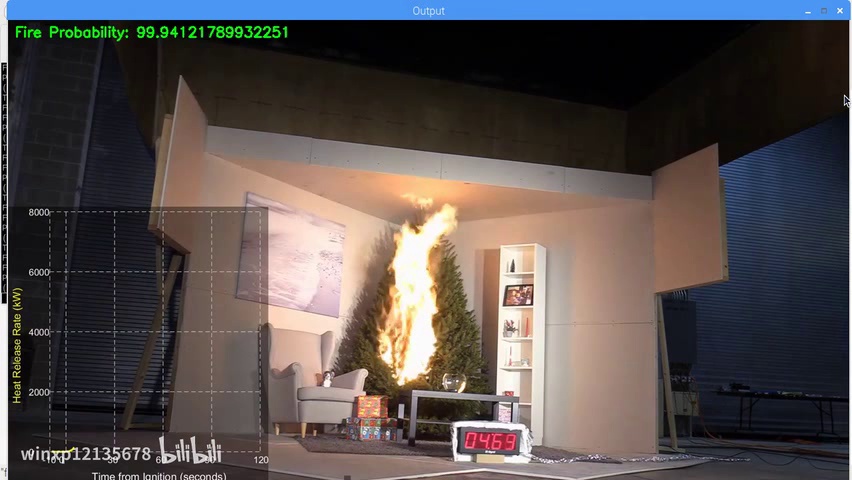 Output
Fire Probability: 99.94121789932251
8000
6000
4000
2000
Heat Release Rate (kW)
120
Time from Ignition (seconds)
winxp12135678 bilibili
04.69